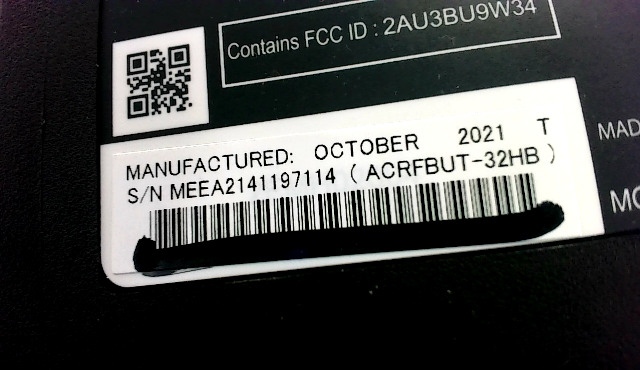 Contains FCC ID : 2AU3BU9W34
MANUFACTURED: OCTOBER 2021 T
S/N MEEA2141197114 ( ACRFBUT-32HB )